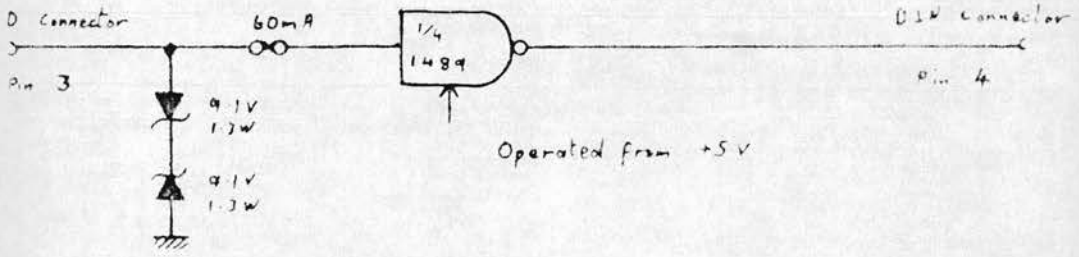 D Connector
60mA
1/4
1489
DIN Connector
Pin 3
Pin 4
9.1V
1.3W
Operated from +5V
9.1V
1.3W